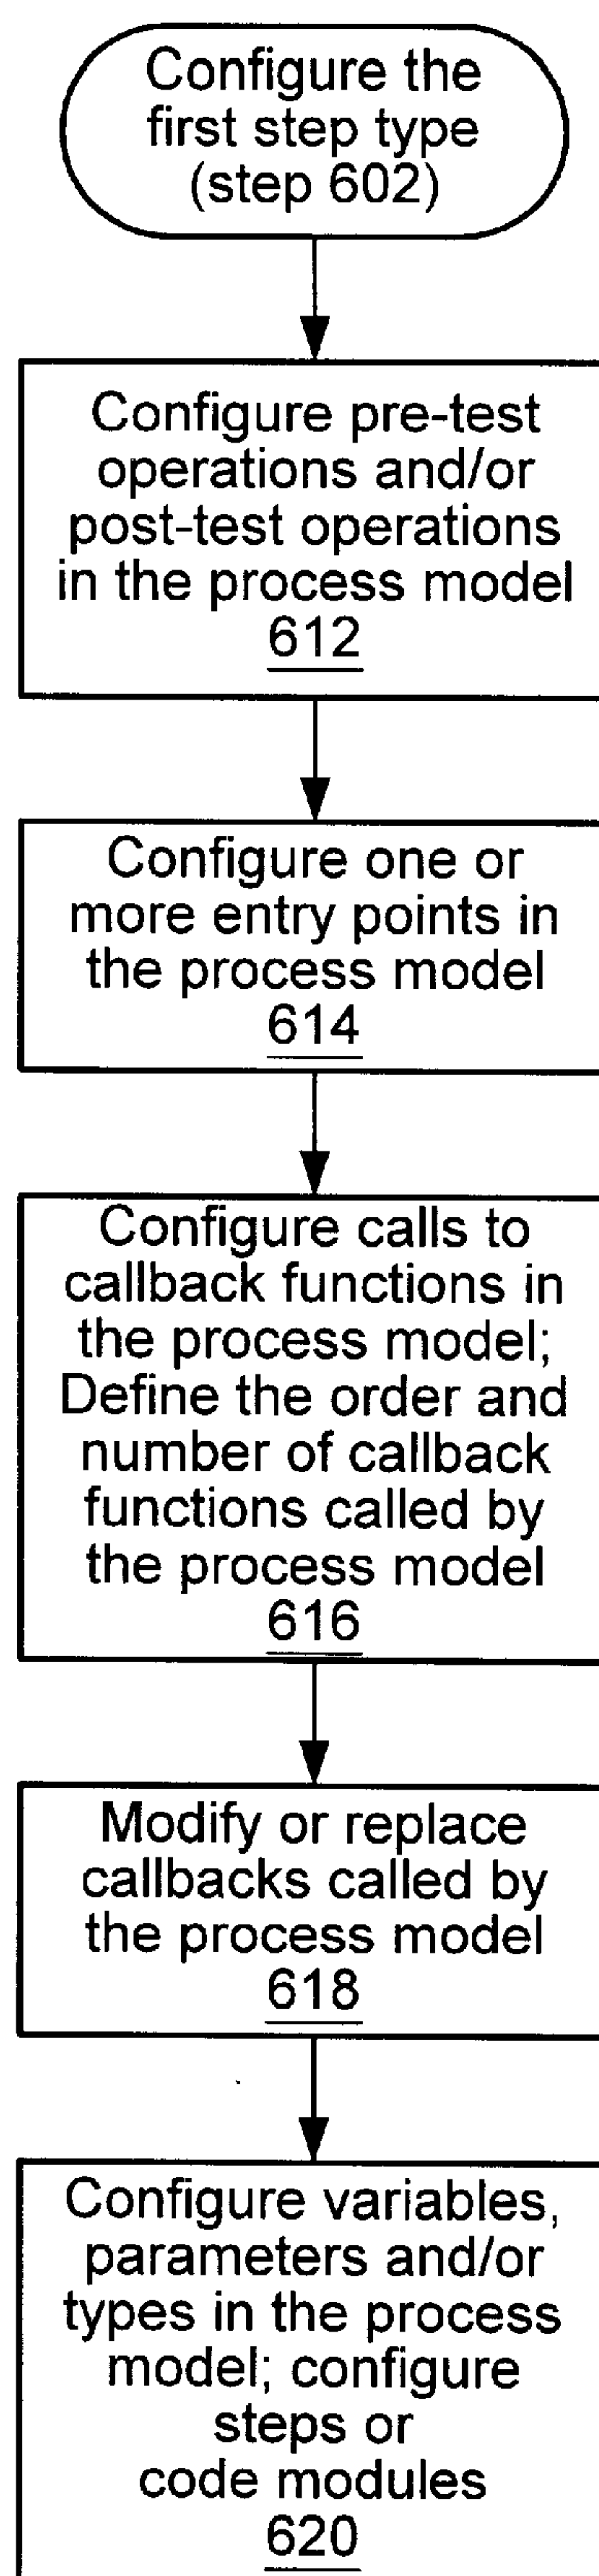 Configure the
first step type
(step 602)
Configure pre-test
operations and/or
post-test operations
in the process model
612
Configure one or
more entry points in
the process model
614
Configure calls to
callback functions in
the process model;
Define the order and
number of callback
functions called by
the process model
616
Modify or replace
callbacks called by
the process model
618
Configure variables,
parameters and/or
types in the process
model; configure
steps or
code modules
620